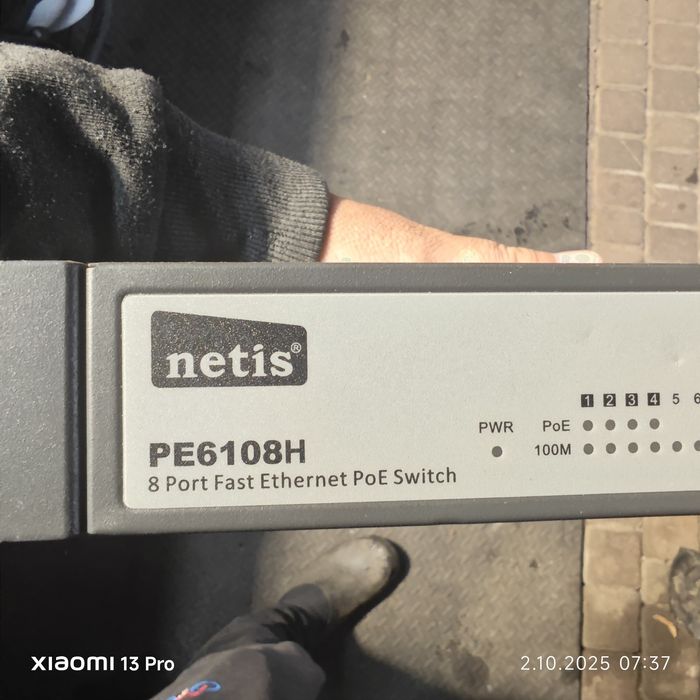 netis®
PE6108H
8 Port Fast Ethernet PoE Switch
1 2 3 4 5 6
PWR PoE
100M
XIAOMI 13 Pro
2.10.2025 07:37